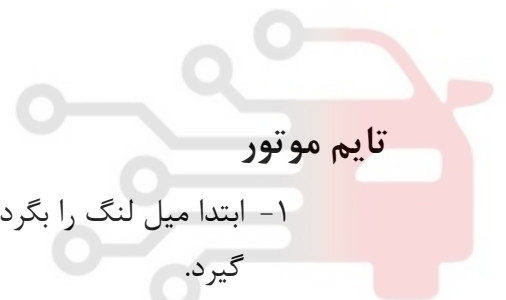 تایم موتور
۱- ابتدا میل لنگ را بگرد
گیرد.